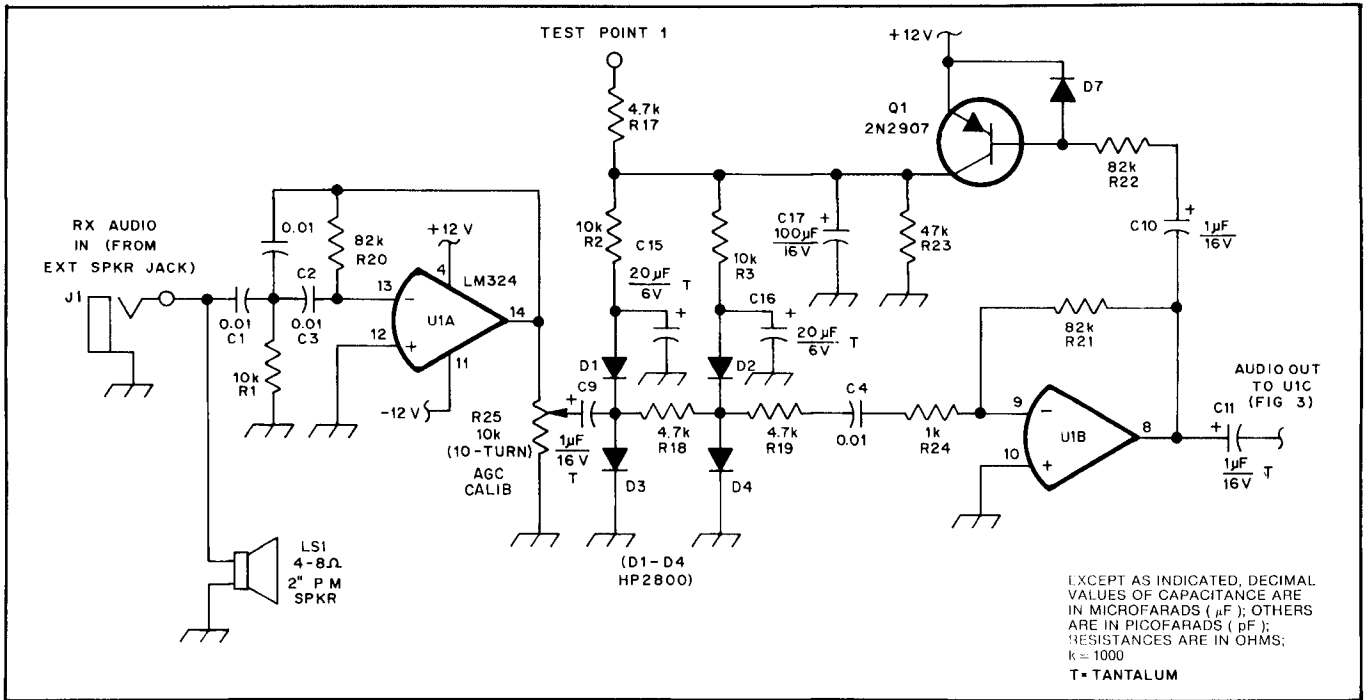 TEST POINT 1
4.7k
R17
+12V
D7
Q1
2N2907
82k
R22
C10
+
1µF
16V
RX AUDIO
IN (FROM
EXT SPKR JACK)
J1
0.01
82k
R20
+12 V
4
LM324
C2
13
−
U1A
14
12
+
11
-12 V
0.01
C1
0.01
C3
10k
R1
10k
R2
C15
20µF
6V
T
+
10k
R3
C16
20µF
6V
T
+
C17
100µF
16V
+
47k
R23
D1
D2
C9
+
1µF
16 V
T
R25
10k
(10-TURN)
AGC
CALIB
4.7k
R18
4.7k
R19
C4
0.01
1k
R24
82k
R21
9
−
U1B
8
10
+
AUDIO OUT
TO U1C
(FIG 3)
C11
+
1µF
16V
T
D3
D4
(D1-D4
HP2800)
LS1
4-8Ω
2" P M
SPKR
EXCEPT AS INDICATED, DECIMAL
VALUES OF CAPACITANCE ARE
IN MICROFARADS ( µF ); OTHERS
ARE IN PICOFARADS ( pF );
RESISTANCES ARE IN OHMS;
k = 1000
T= TANTALUM